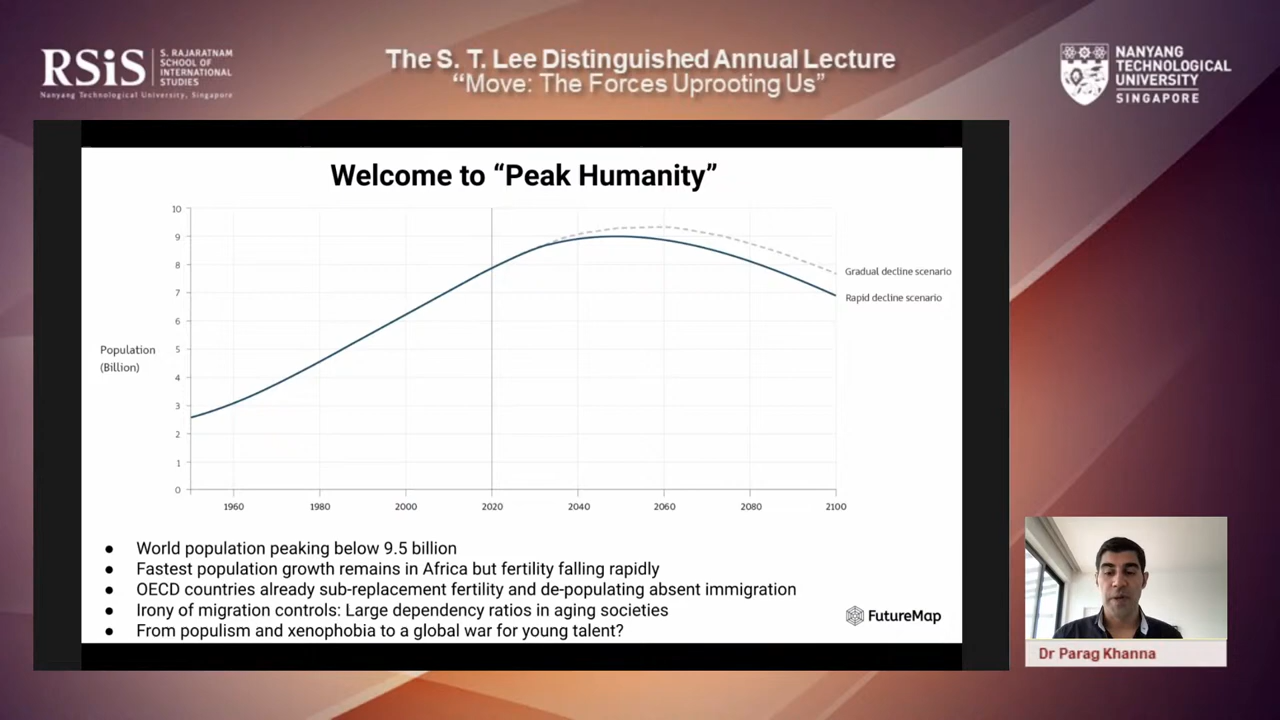 RSiS
S. RAJARATNAM
SCHOOL OF
INTERNATIONAL
STUDIES
Nanyang Technological University, Singapore
The S. T. Lee Distinguished Annual Lecture
“Move: The Forces Uprooting Us”
NANYANG
TECHNOLOGICAL
UNIVERSITY
SINGAPORE
Welcome to “Peak Humanity”
10
9
8
7
6
5
4
3
2
1
0
Population
(Billion)
Gradual decline scenario
Rapid decline scenario
1960
1980
2000
2020
2040
2060
2080
2100
● World population peaking below 9.5 billion
● Fastest population growth remains in Africa but fertility falling rapidly
● OECD countries already sub-replacement fertility and de-populating absent immigration
● Irony of migration controls: Large dependency ratios in aging societies
● From populism and xenophobia to a global war for young talent?
FutureMap
Dr Parag Khanna